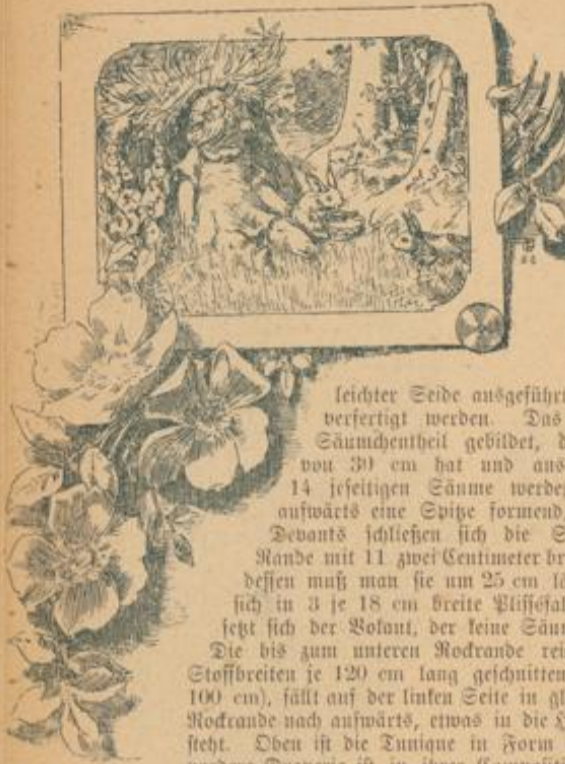 leichter Seide ausgeführt
verfertigt werden. Das
Säumchentheil gebildet, d
von 30 cm hat und aus
14 jeseitigen Säume werde
aufwärts eine Spitze formend,
Devants schließen sich die S
Rande mit 11 zwei Centimeter br
dessen muß man sie um 25 cm lä
sich in 3 je 18 cm breite Plisséfal
setzt sich der Volant, der keine Säu
Die bis zum unteren Rockrande rei
Stoffbreiten je 120 cm lang geschnitten
100 cm), fällt auf der linken Seite in gl
Rockrande nach aufwärts, etwas in die H
steht. Oben ist die Tunique in Form